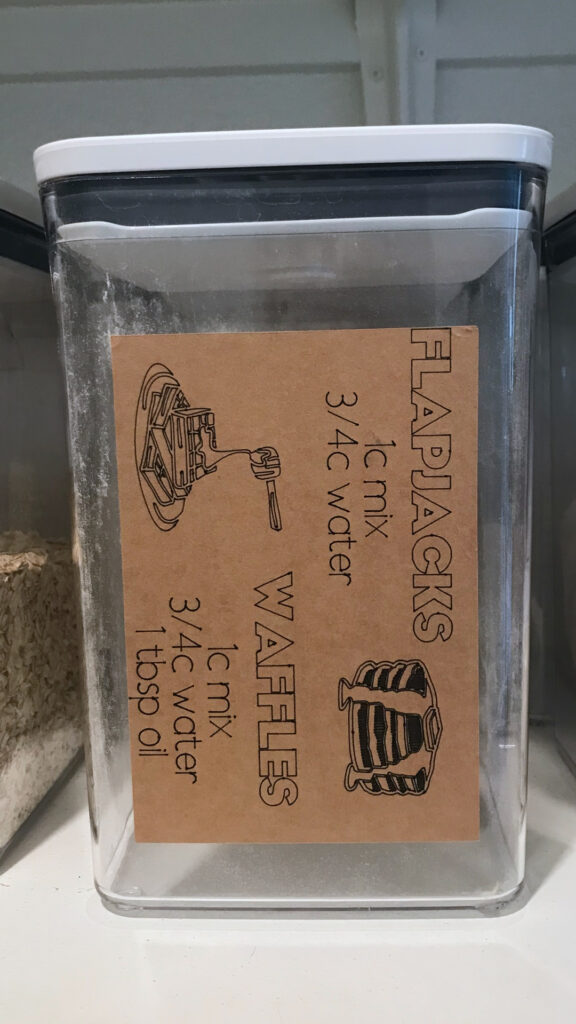 FLAPJACKS
1c mix
3/4c water
WAFFLES
1c mix
3/4c water
1 tbsp oil